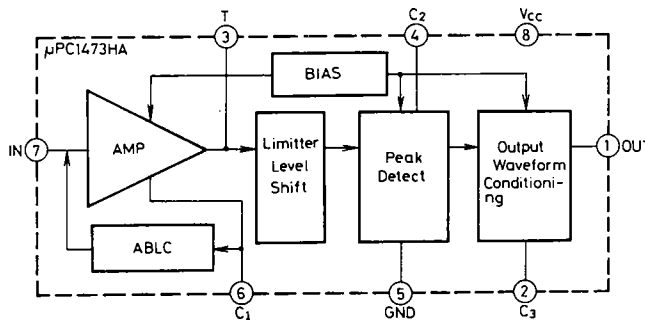 T
C2
Vcc
3
4
8
μPC1473HA
BIAS
IN
7
AMP
Limitter
Level
Shift
Peak
Detect
Output
Waveform
Conditioni-
ng
1
OUT
ABLC
6
5
2
C1
GND
C3